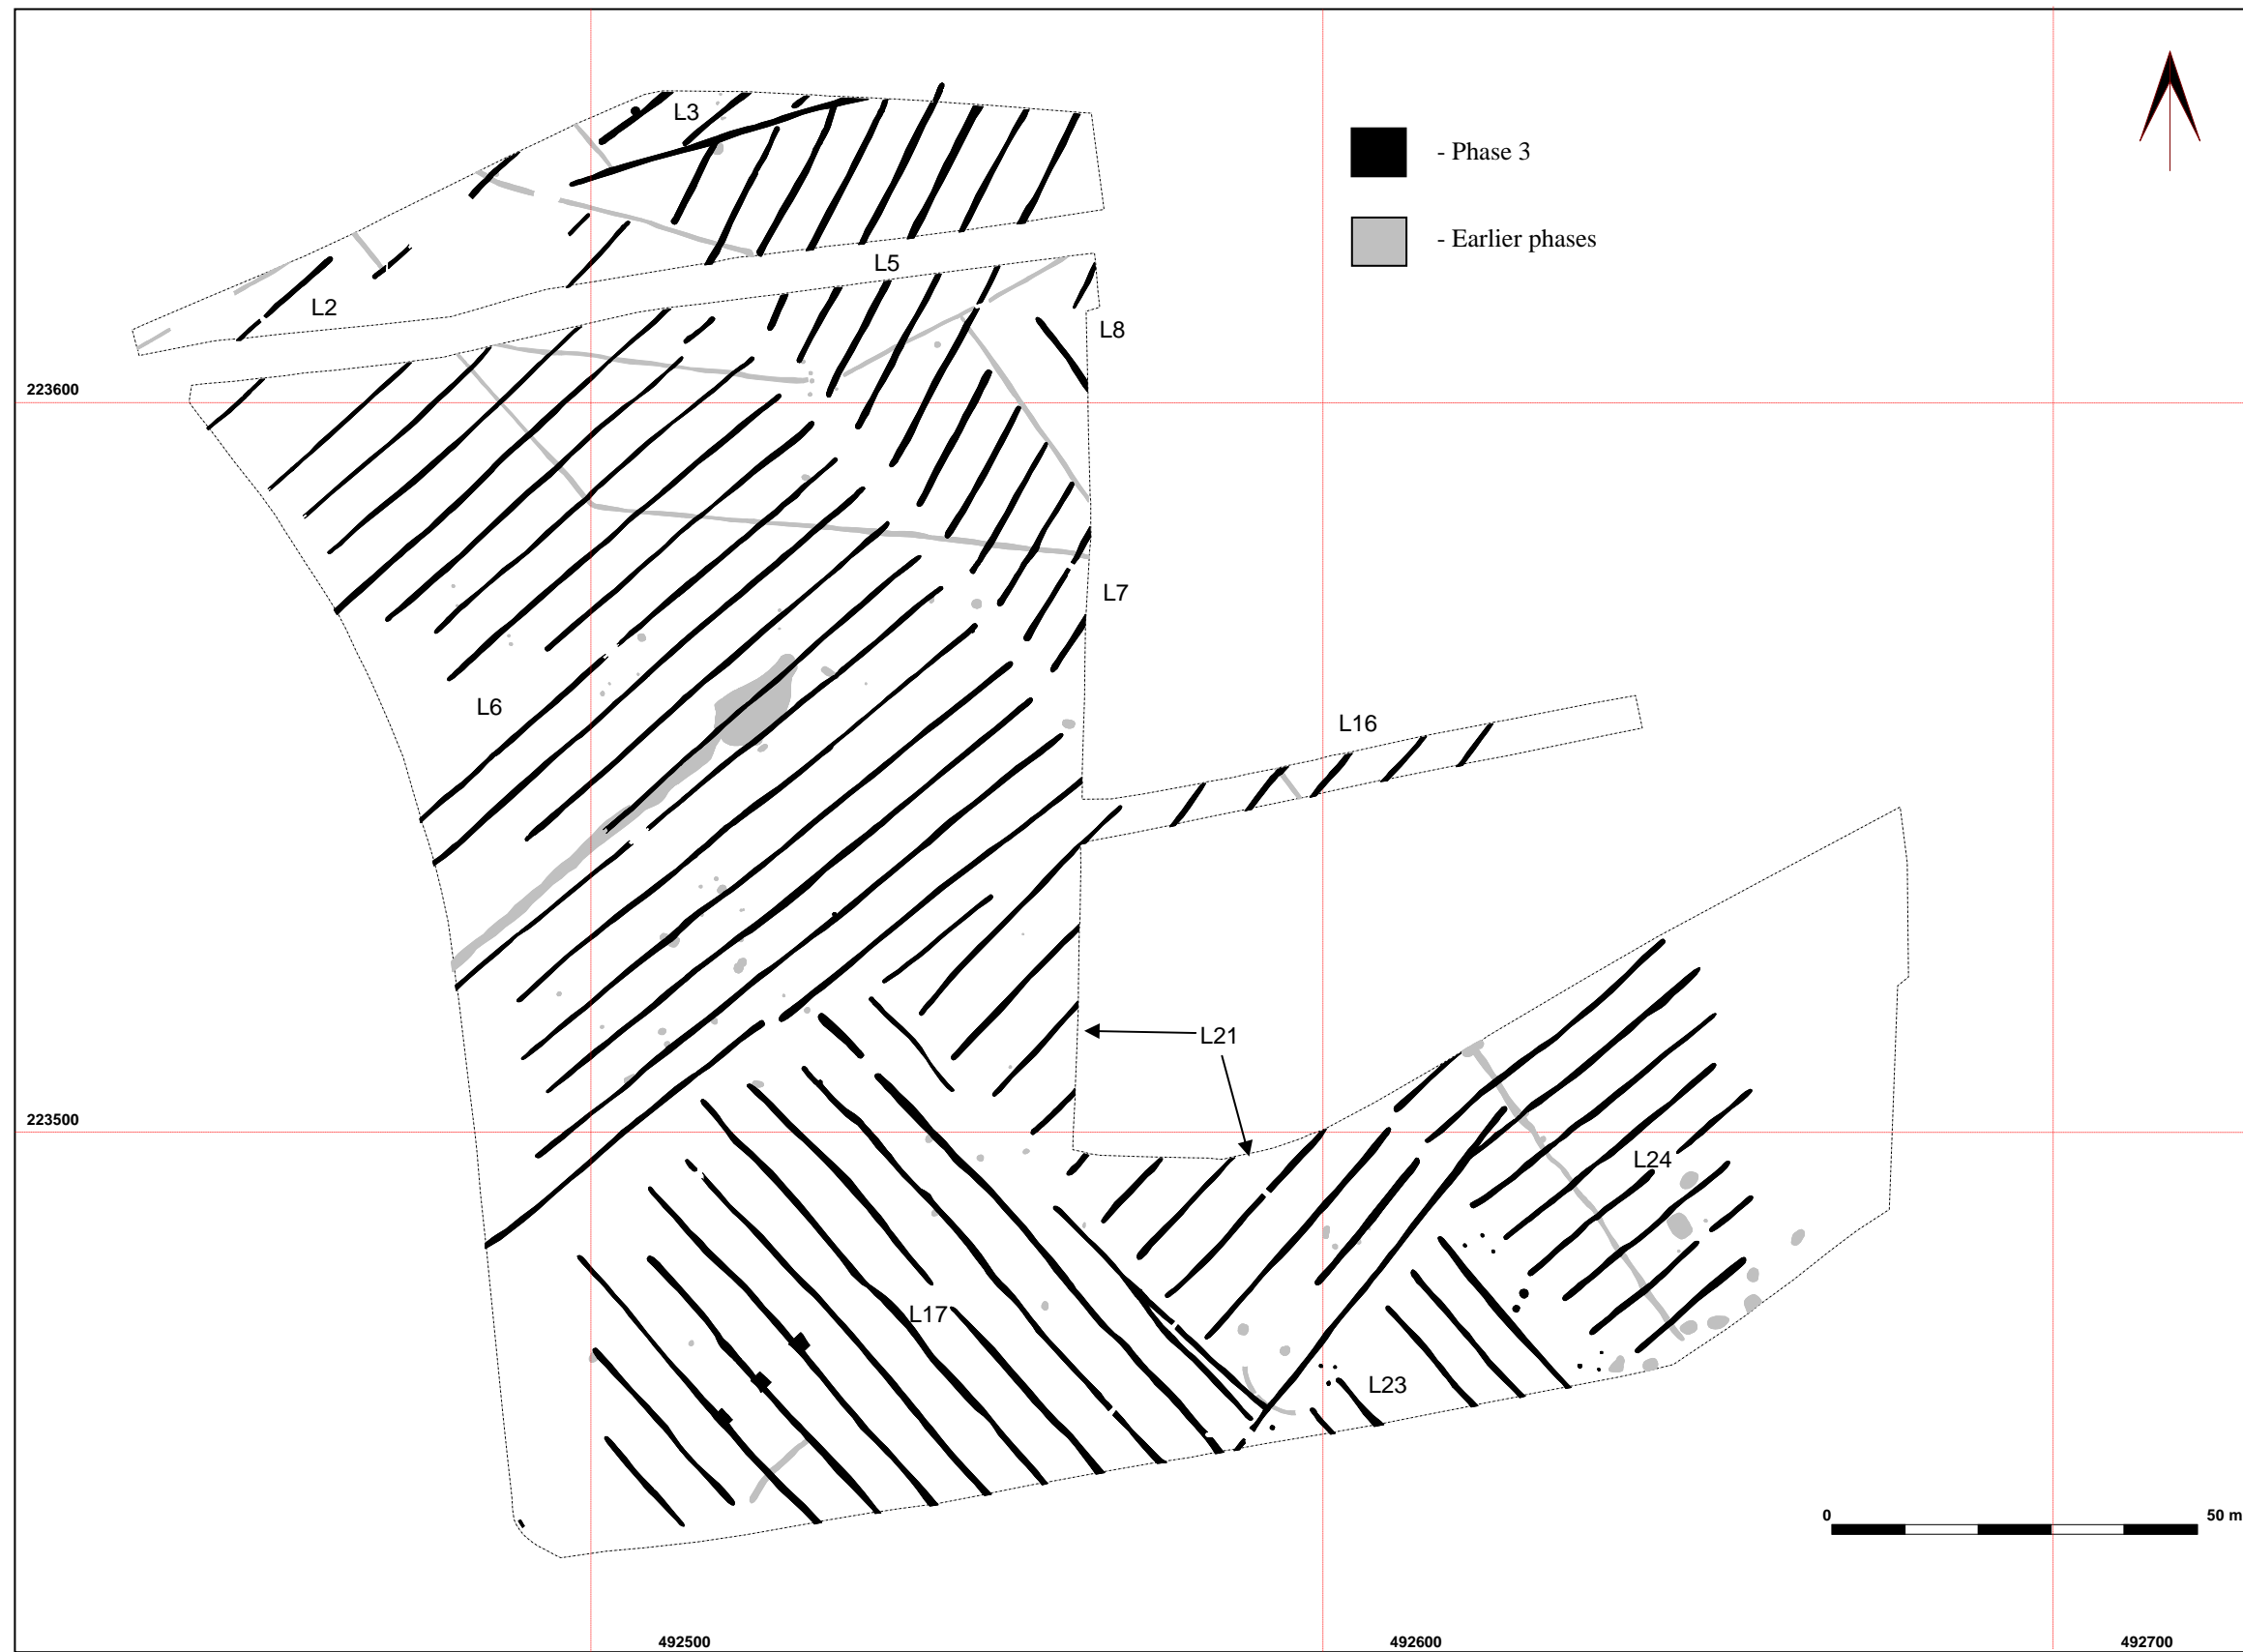 L3
- Phase 3
- Earlier phases
L5
L2
L8
223600
L7
L6
L16
L21
223500
L24
L17
L23
0
50 m
492500
492600
492700